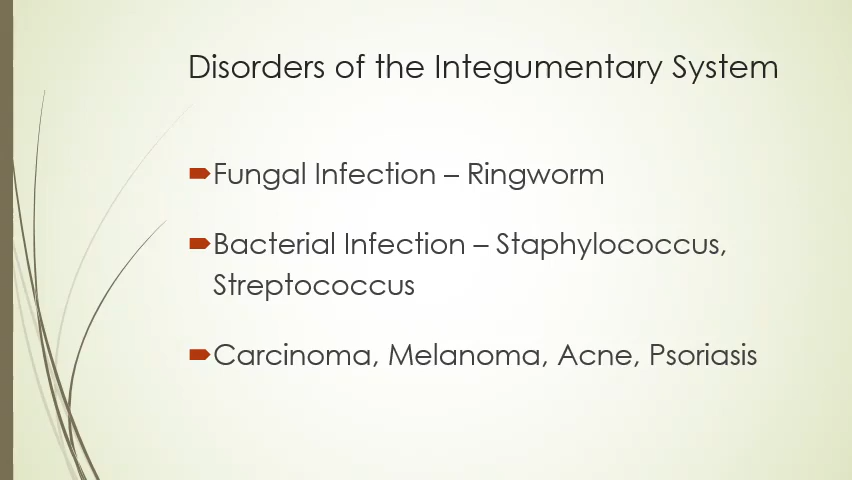 Disorders of the Integumentary System
Fungal Infection – Ringworm
Bacterial Infection – Staphylococcus,
Streptococcus
Carcinoma, Melanoma, Acne, Psoriasis